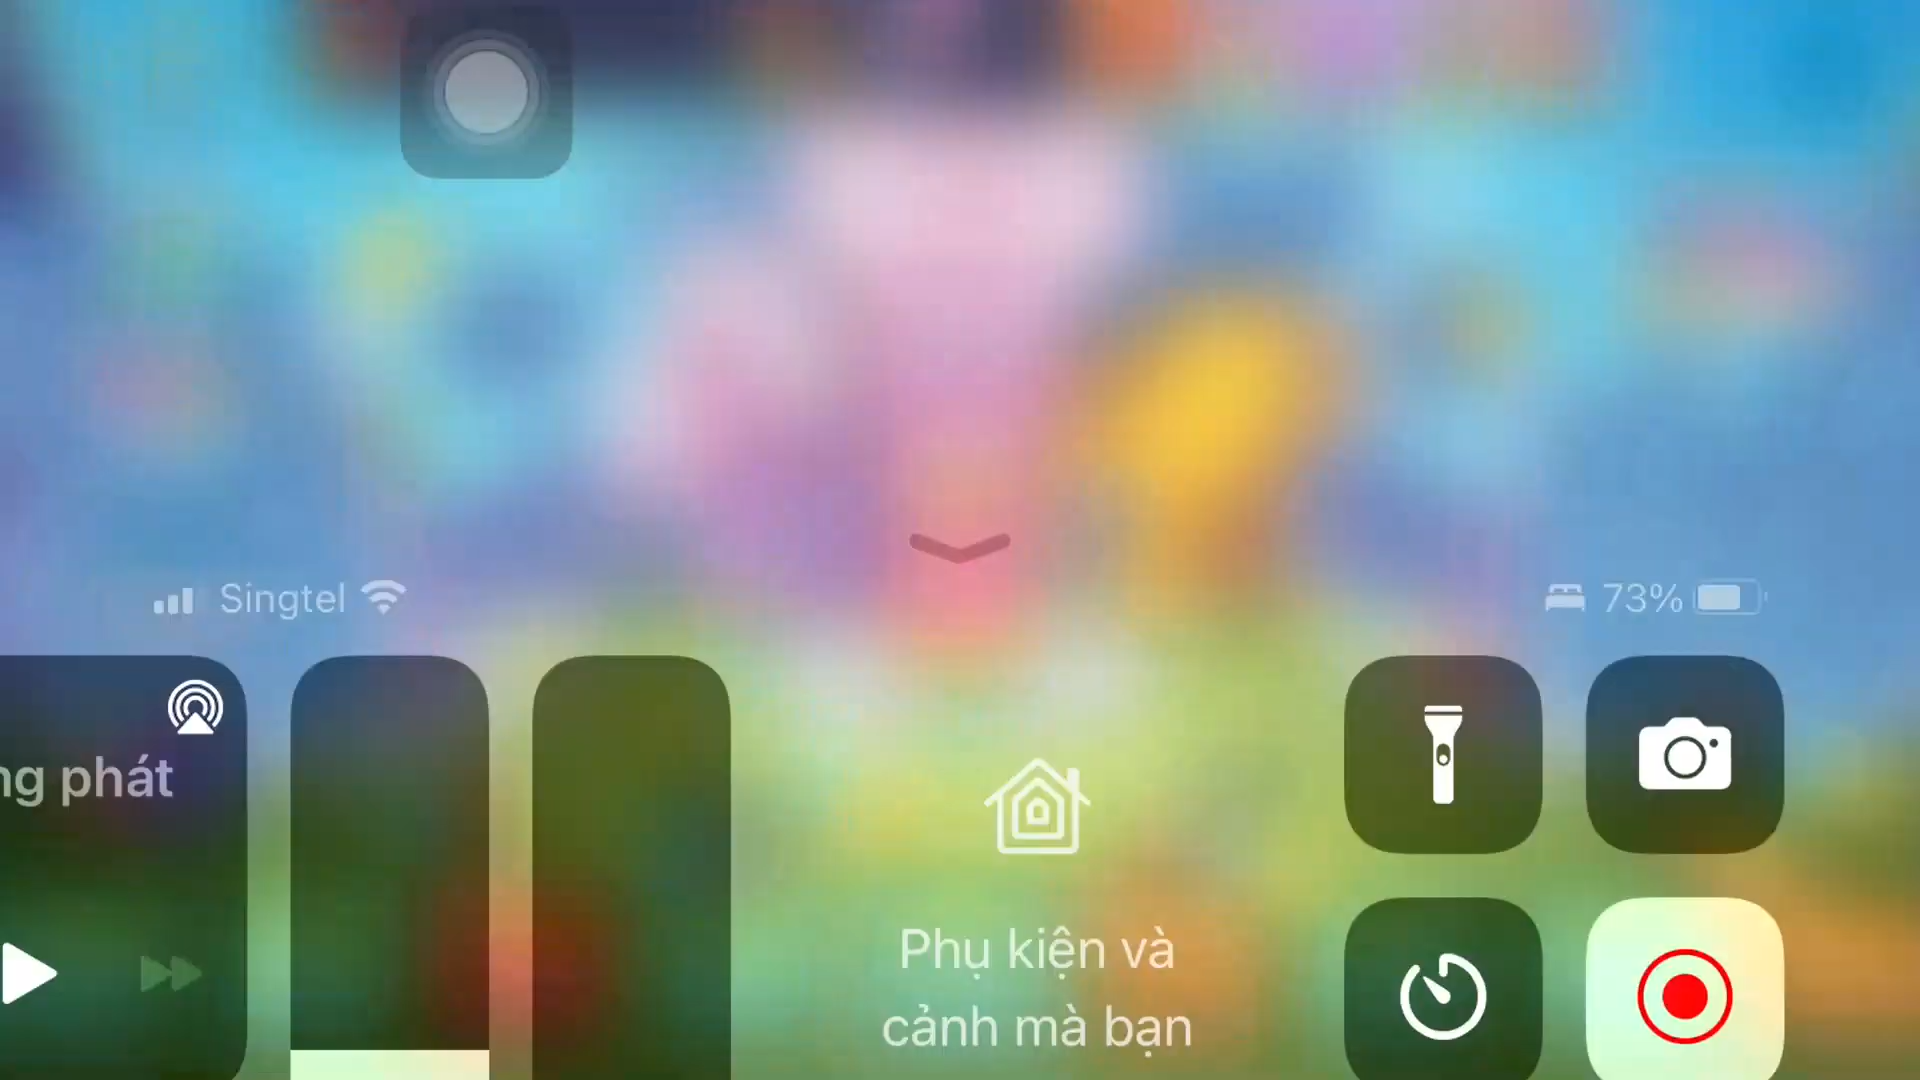 Singtel
73%
ng phát
Phụ kiện và
cảnh mà bạn